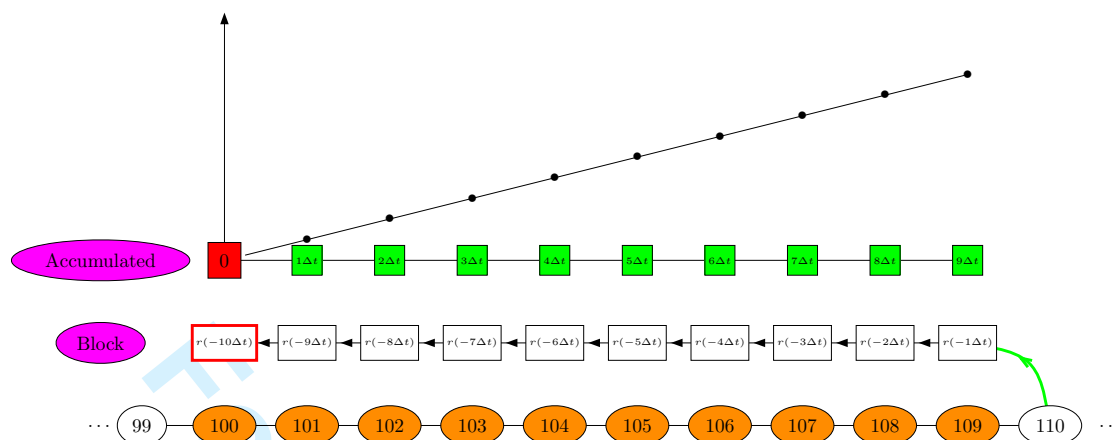 Accumulated 0 1Δt 2Δt 3Δt 4Δt 5Δt 6Δt 7Δt 8Δt 9Δt
Block r(−10Δt) r(−9Δt) r(−8Δt) r(−7Δt) r(−6Δt) r(−5Δt) r(−4Δt) r(−3Δt) r(−2Δt) r(−1Δt)
··· 99 100 101 102 103 104 105 106 107 108 109 110 ··